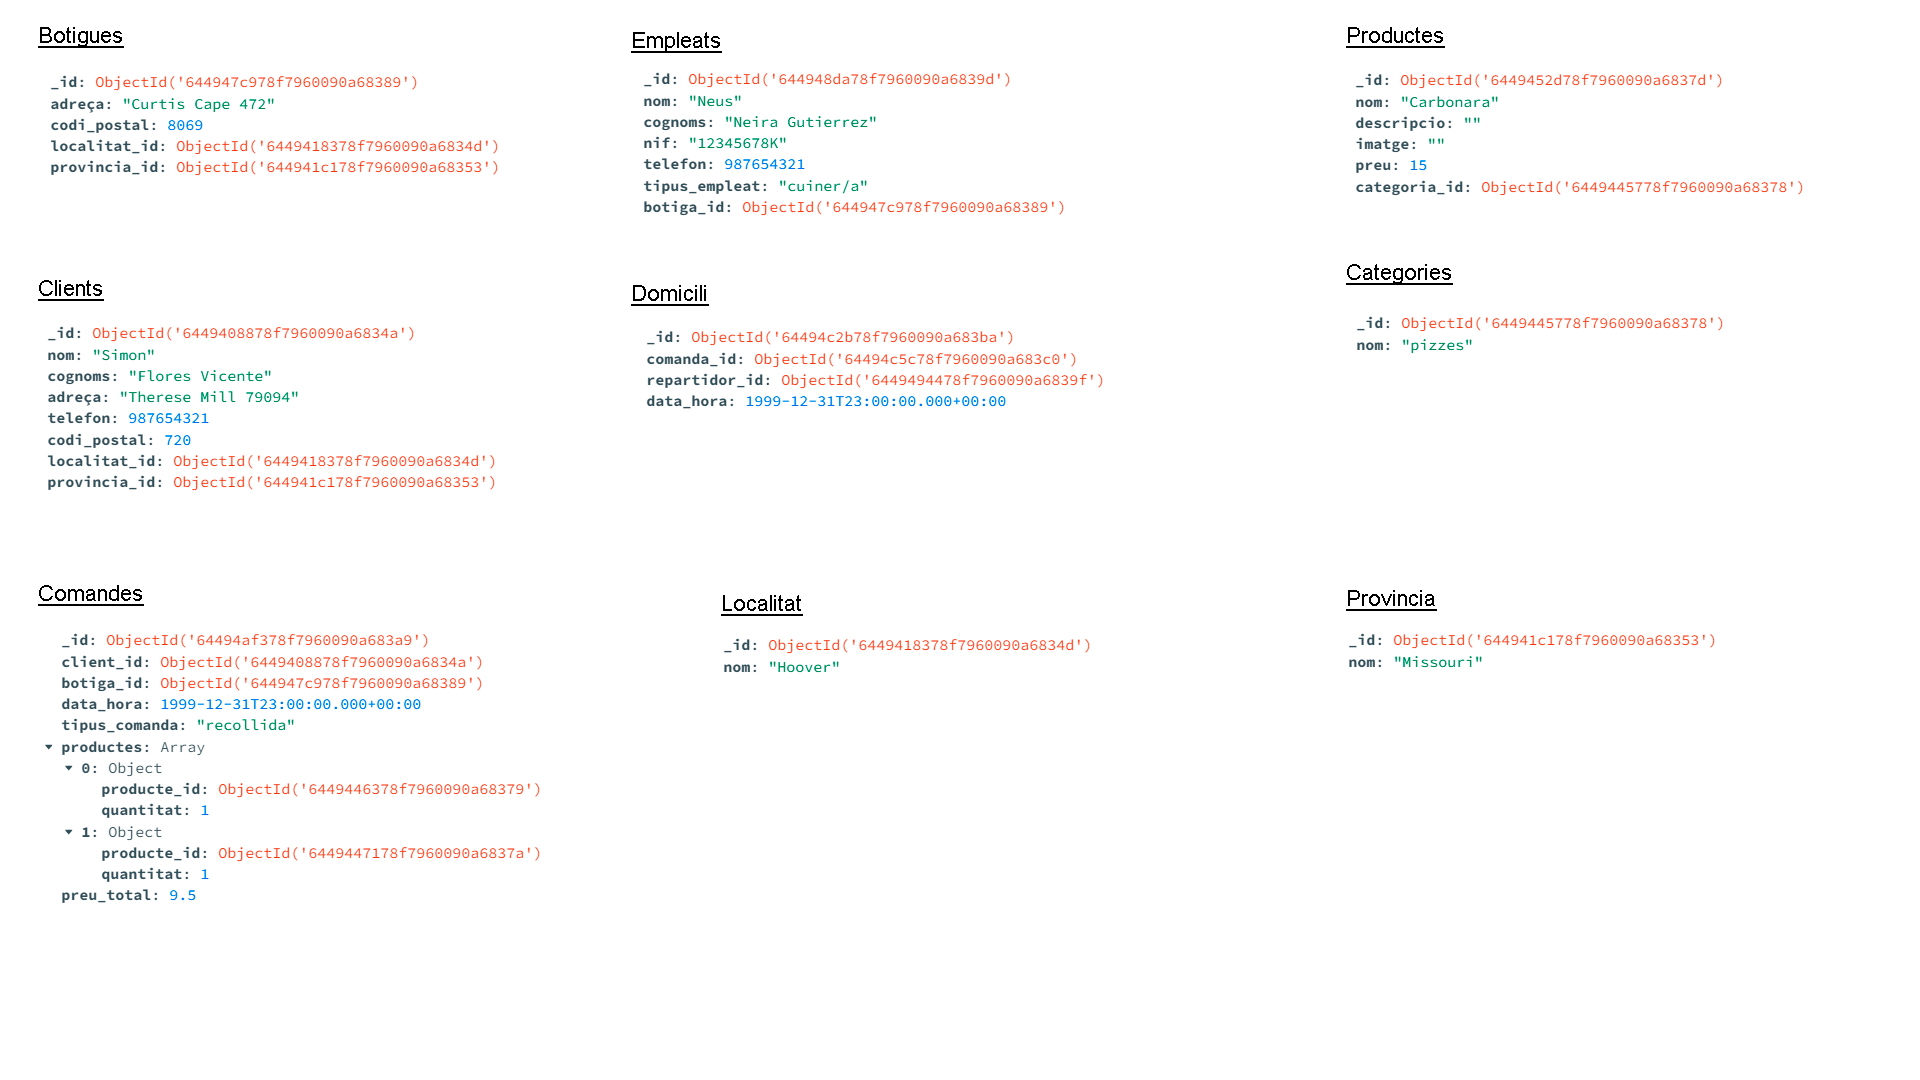 Botigues
_id: ObjectId('644947c978f7960090a68389')
adreça: "Curtis Cape 472"
codi_postal: 8069
localitat_id: ObjectId('6449418378f7960090a6834d')
provincia_id: ObjectId('644941c178f7960090a68353')
Empleats
_id: ObjectId('644948da78f7960090a6839d')
nom: "Neus"
cognoms: "Neira Gutierrez"
nif: "12345678K"
telefon: 987654321
tipus_empleat: "cuiner/a"
botiga_id: ObjectId('644947c978f7960090a68389')
Productes
_id: ObjectId('6449452d78f7960090a6837d')
nom: "Carbonara"
descripcio: ""
imatge: ""
preu: 15
categoria_id: ObjectId('6449445778f7960090a68378')
Clients
_id: ObjectId('6449408878f7960090a6834a')
nom: "Simon"
cognoms: "Flores Vicente"
adreça: "Therese Mill 79094"
telefon: 987654321
codi_postal: 720
localitat_id: ObjectId('6449418378f7960090a6834d')
provincia_id: ObjectId('644941c178f7960090a68353')
Domicili
_id: ObjectId('64494c2b78f7960090a683ba')
comanda_id: ObjectId('64494c5c78f7960090a683c0')
repartidor_id: ObjectId('6449494478f7960090a6839f')
data_hora: 1999-12-31T23:00:00.000+00:00
Categories
_id: ObjectId('6449445778f7960090a68378')
nom: "pizzes"
Comandes
_id: ObjectId('64494af378f7960090a683a9')
client_id: ObjectId('6449408878f7960090a6834a')
botiga_id: ObjectId('644947c978f7960090a68389')
data_hora: 1999-12-31T23:00:00.000+00:00
tipus_comanda: "recollida"
productes: Array
0: Object
producte_id: ObjectId('6449446378f7960090a68379')
quantitat: 1
1: Object
producte_id: ObjectId('6449447178f7960090a6837a')
quantitat: 1
preu_total: 9.5
Localitat
_id: ObjectId('6449418378f7960090a6834d')
nom: "Hoover"
Provincia
_id: ObjectId('644941c178f7960090a68353')
nom: "Missouri"